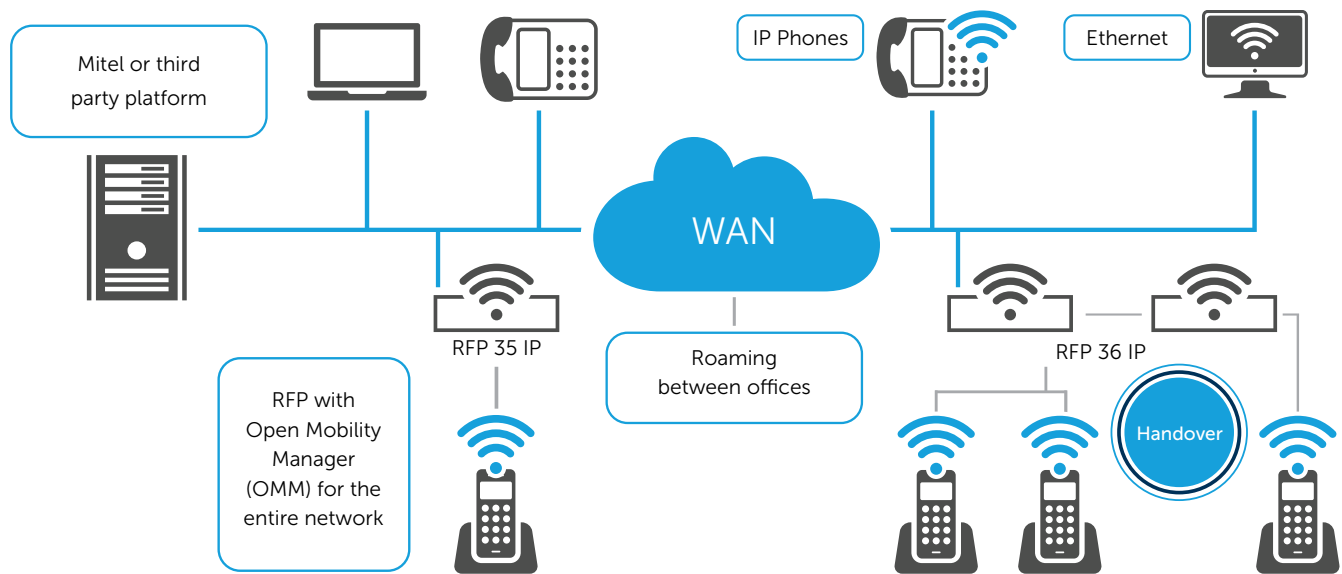 Mitel or third
party platform
IP Phones
Ethernet
WAN
RFP 35 IP
RFP 36 IP
Roaming
between offices
RFP with
Open Mobility
Manager
(OMM) for the
entire network
Handover